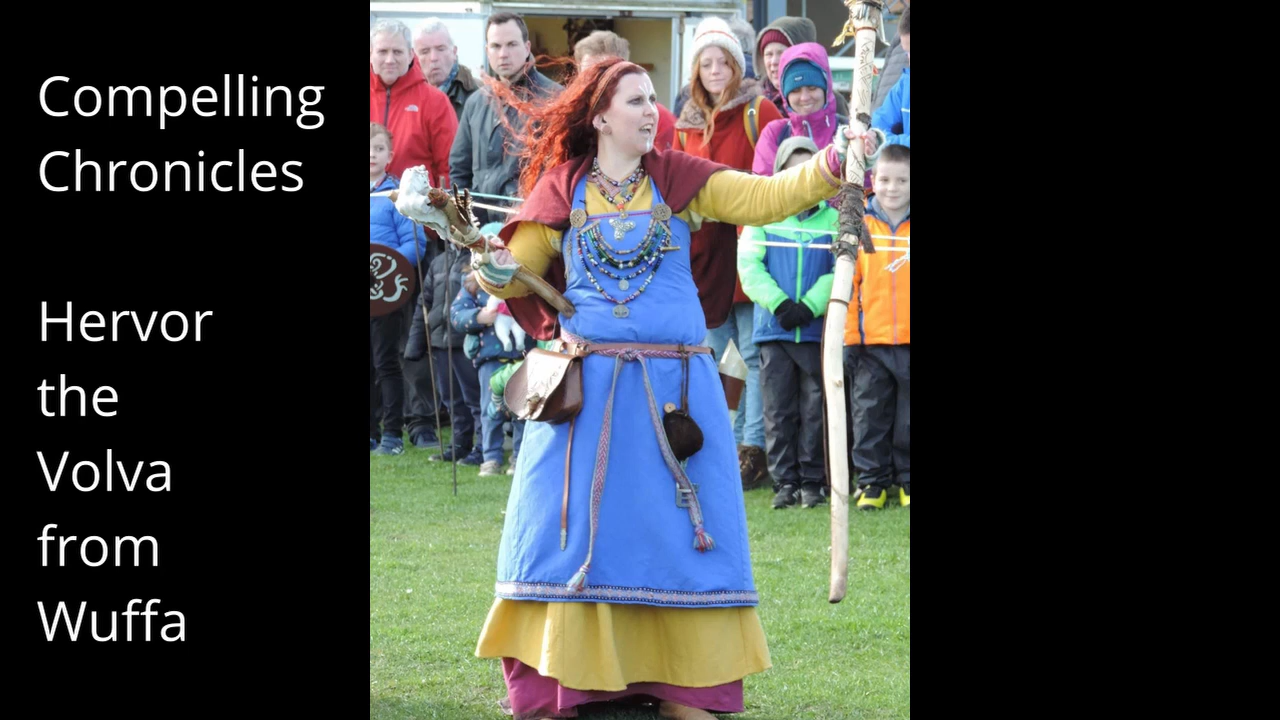 Compelling
Chronicles
Hervor
the
Volva
from
Wuffa